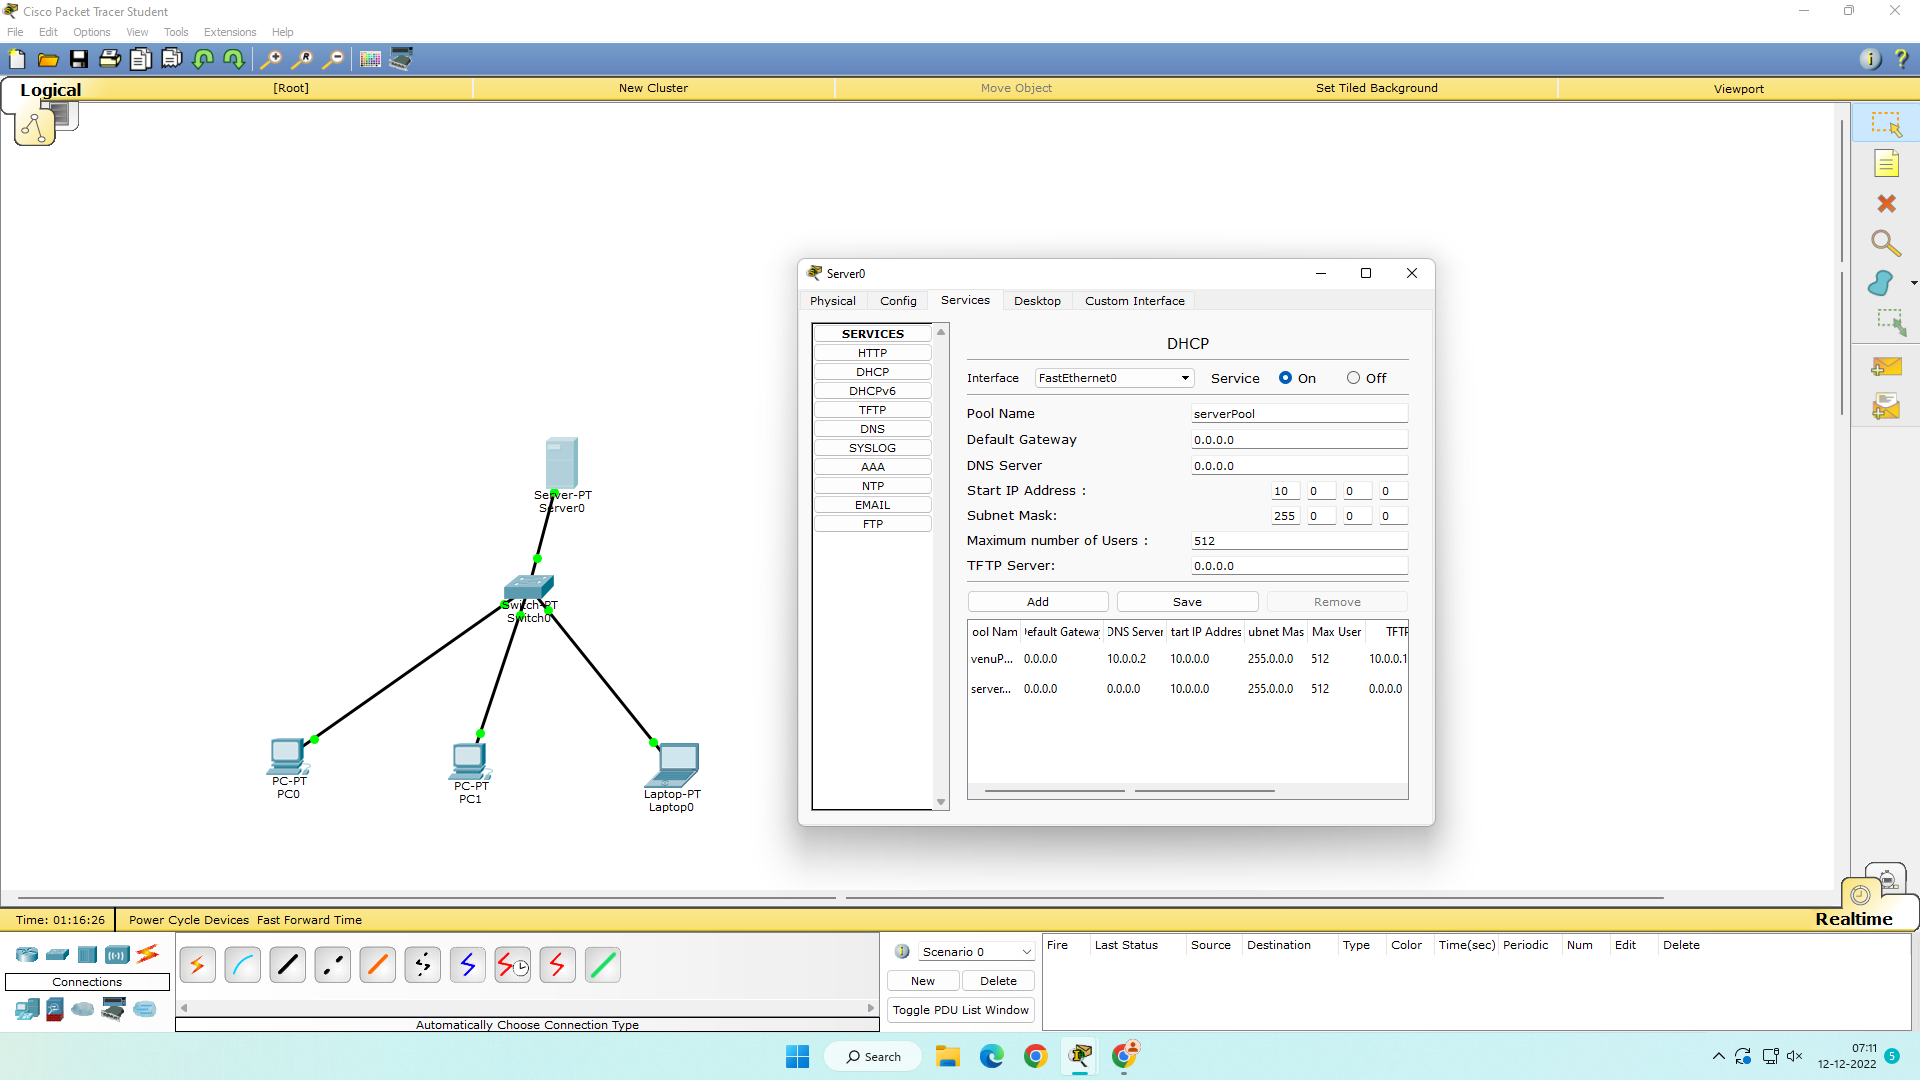 Cisco Packet Tracer Student
File Edit Options View Tools Extensions Help
Logical [Root] New Cluster Move Object Set Tiled Background Viewport
Server0
Physical Config Services Desktop Custom Interface
SERVICES
HTTP
DHCP
DHCPv6
TFTP
DNS
SYSLOG
AAA
NTP
EMAIL
FTP
DHCP
Interface FastEthernet0 Service On Off
Pool Name serverPool
Default Gateway 0.0.0.0
DNS Server 0.0.0.0
Start IP Address : 10 0 0 0
Subnet Mask: 255 0 0 0
Maximum number of Users : 512
TFTP Server: 0.0.0.0
Add Save Remove
ool Nam efault Gateway DNS Server tart IP Addres ubnet Mas Max User TFTP
venuP... 0.0.0.0 10.0.0.2 10.0.0.0 255.0.0.0 512 10.0.0.1
server... 0.0.0.0 0.0.0.0 10.0.0.0 255.0.0.0 512 0.0.0.0
Server-PT
Server0
Switch-PT
Switch0
PC-PT
PC0
PC-PT
PC1
Laptop-PT
Laptop0
Time: 01:16:26 Power Cycle Devices Fast Forward Time
Realtime
Connections
Automatically Choose Connection Type
Scenario 0
New Delete
Toggle PDU List Window
Fire Last Status Source Destination Type Color Time(sec) Periodic Num Edit Delete
Search
07:11
12-12-2022
5